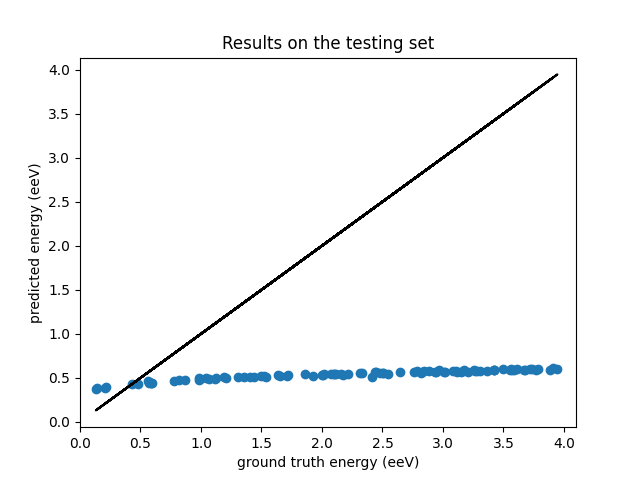 Results on the testing set
4.0
3.5
3.0
2.5
2.0
1.5
1.0
0.5
0.0
predicted energy (eeV)
0.0 0.5 1.0 1.5 2.0 2.5 3.0 3.5 4.0
ground truth energy (eeV)